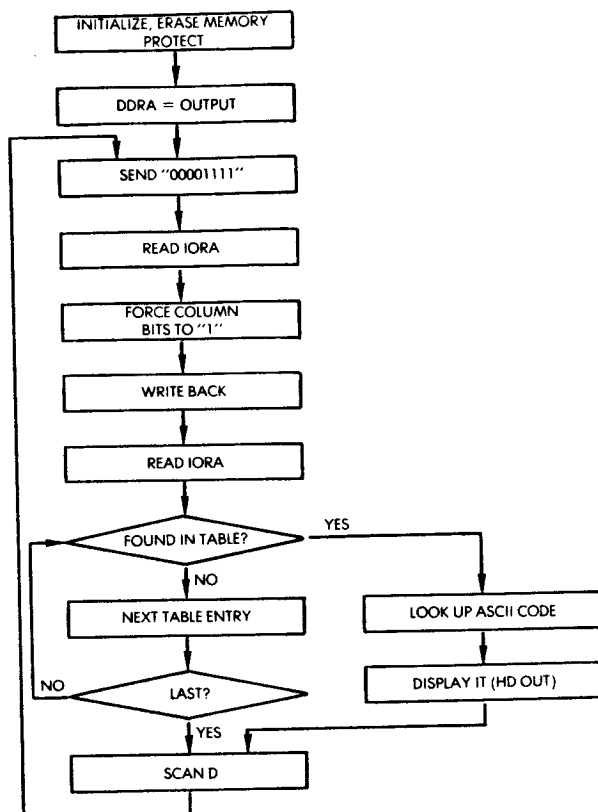 INITIALIZE, ERASE MEMORY
PROTECT
DDRA = OUTPUT
SEND "00001111"
READ IORA
FORCE COLUMN
BITS TO "1"
WRITE BACK
READ IORA
FOUND IN TABLE?
YES
NO
NEXT TABLE ENTRY
LOOK UP ASCII CODE
NO
LAST?
DISPLAY IT (HD OUT)
YES
SCAN D